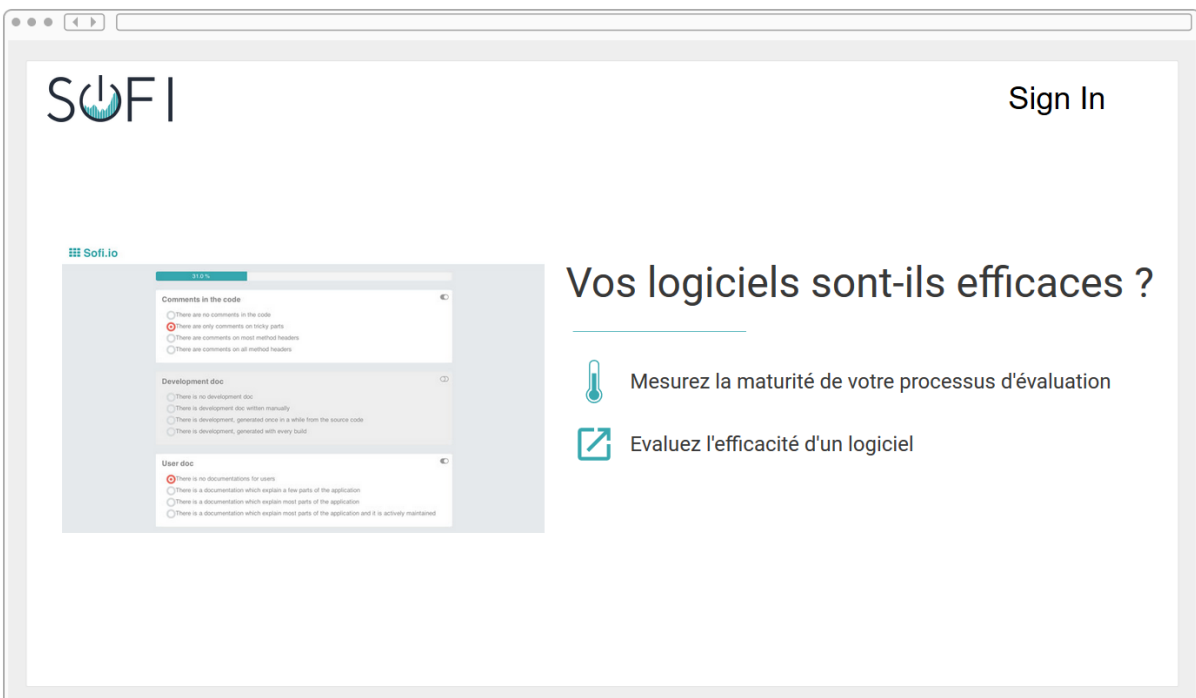 SOFI
Sign In
Sofi.io
31.0 %
Comments in the code
There are no comments in the code
There are only comments on tricky parts
There are comments on most method headers
There are comments on all method headers
Development doc
There is no development doc
There is development doc written manually
There is development, generated once in a while from the source code
There is development, generated with every build
User doc
There is no documentations for users
There is a documentation which explain a few parts of the application
There is a documentation which explain most parts of the application
There is a documentation which explain most parts of the application and it is actively maintained
Vos logiciels sont-ils efficaces ?
Mesurez la maturité de votre processus d'évaluation
Evaluez l'efficacité d'un logiciel